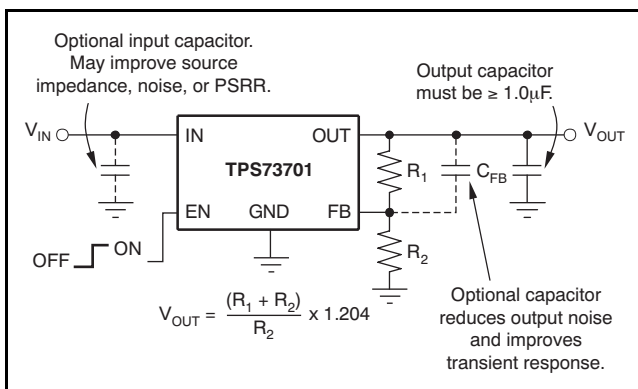 Optional input capacitor.
May improve source
impedance, noise, or PSRR.
Output capacitor
must be ≥ 1.0μF.
V_IN
IN
OUT
V_OUT
TPS73701
R_1
C_FB
EN
GND
FB
OFF
ON
R_2
V_OUT = (R_1 + R_2) / R_2 x 1.204
Optional capacitor
reduces output noise
and improves
transient response.